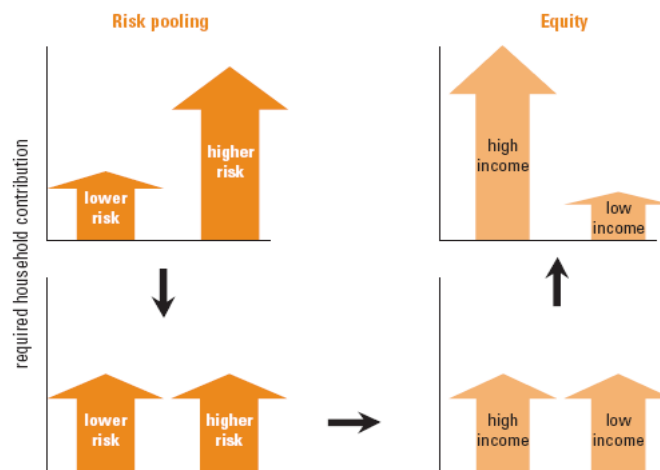 Risk pooling
Equity
required household contribution
lower
risk
higher
risk
high
income
low
income
lower
risk
higher
risk
high
income
low
income